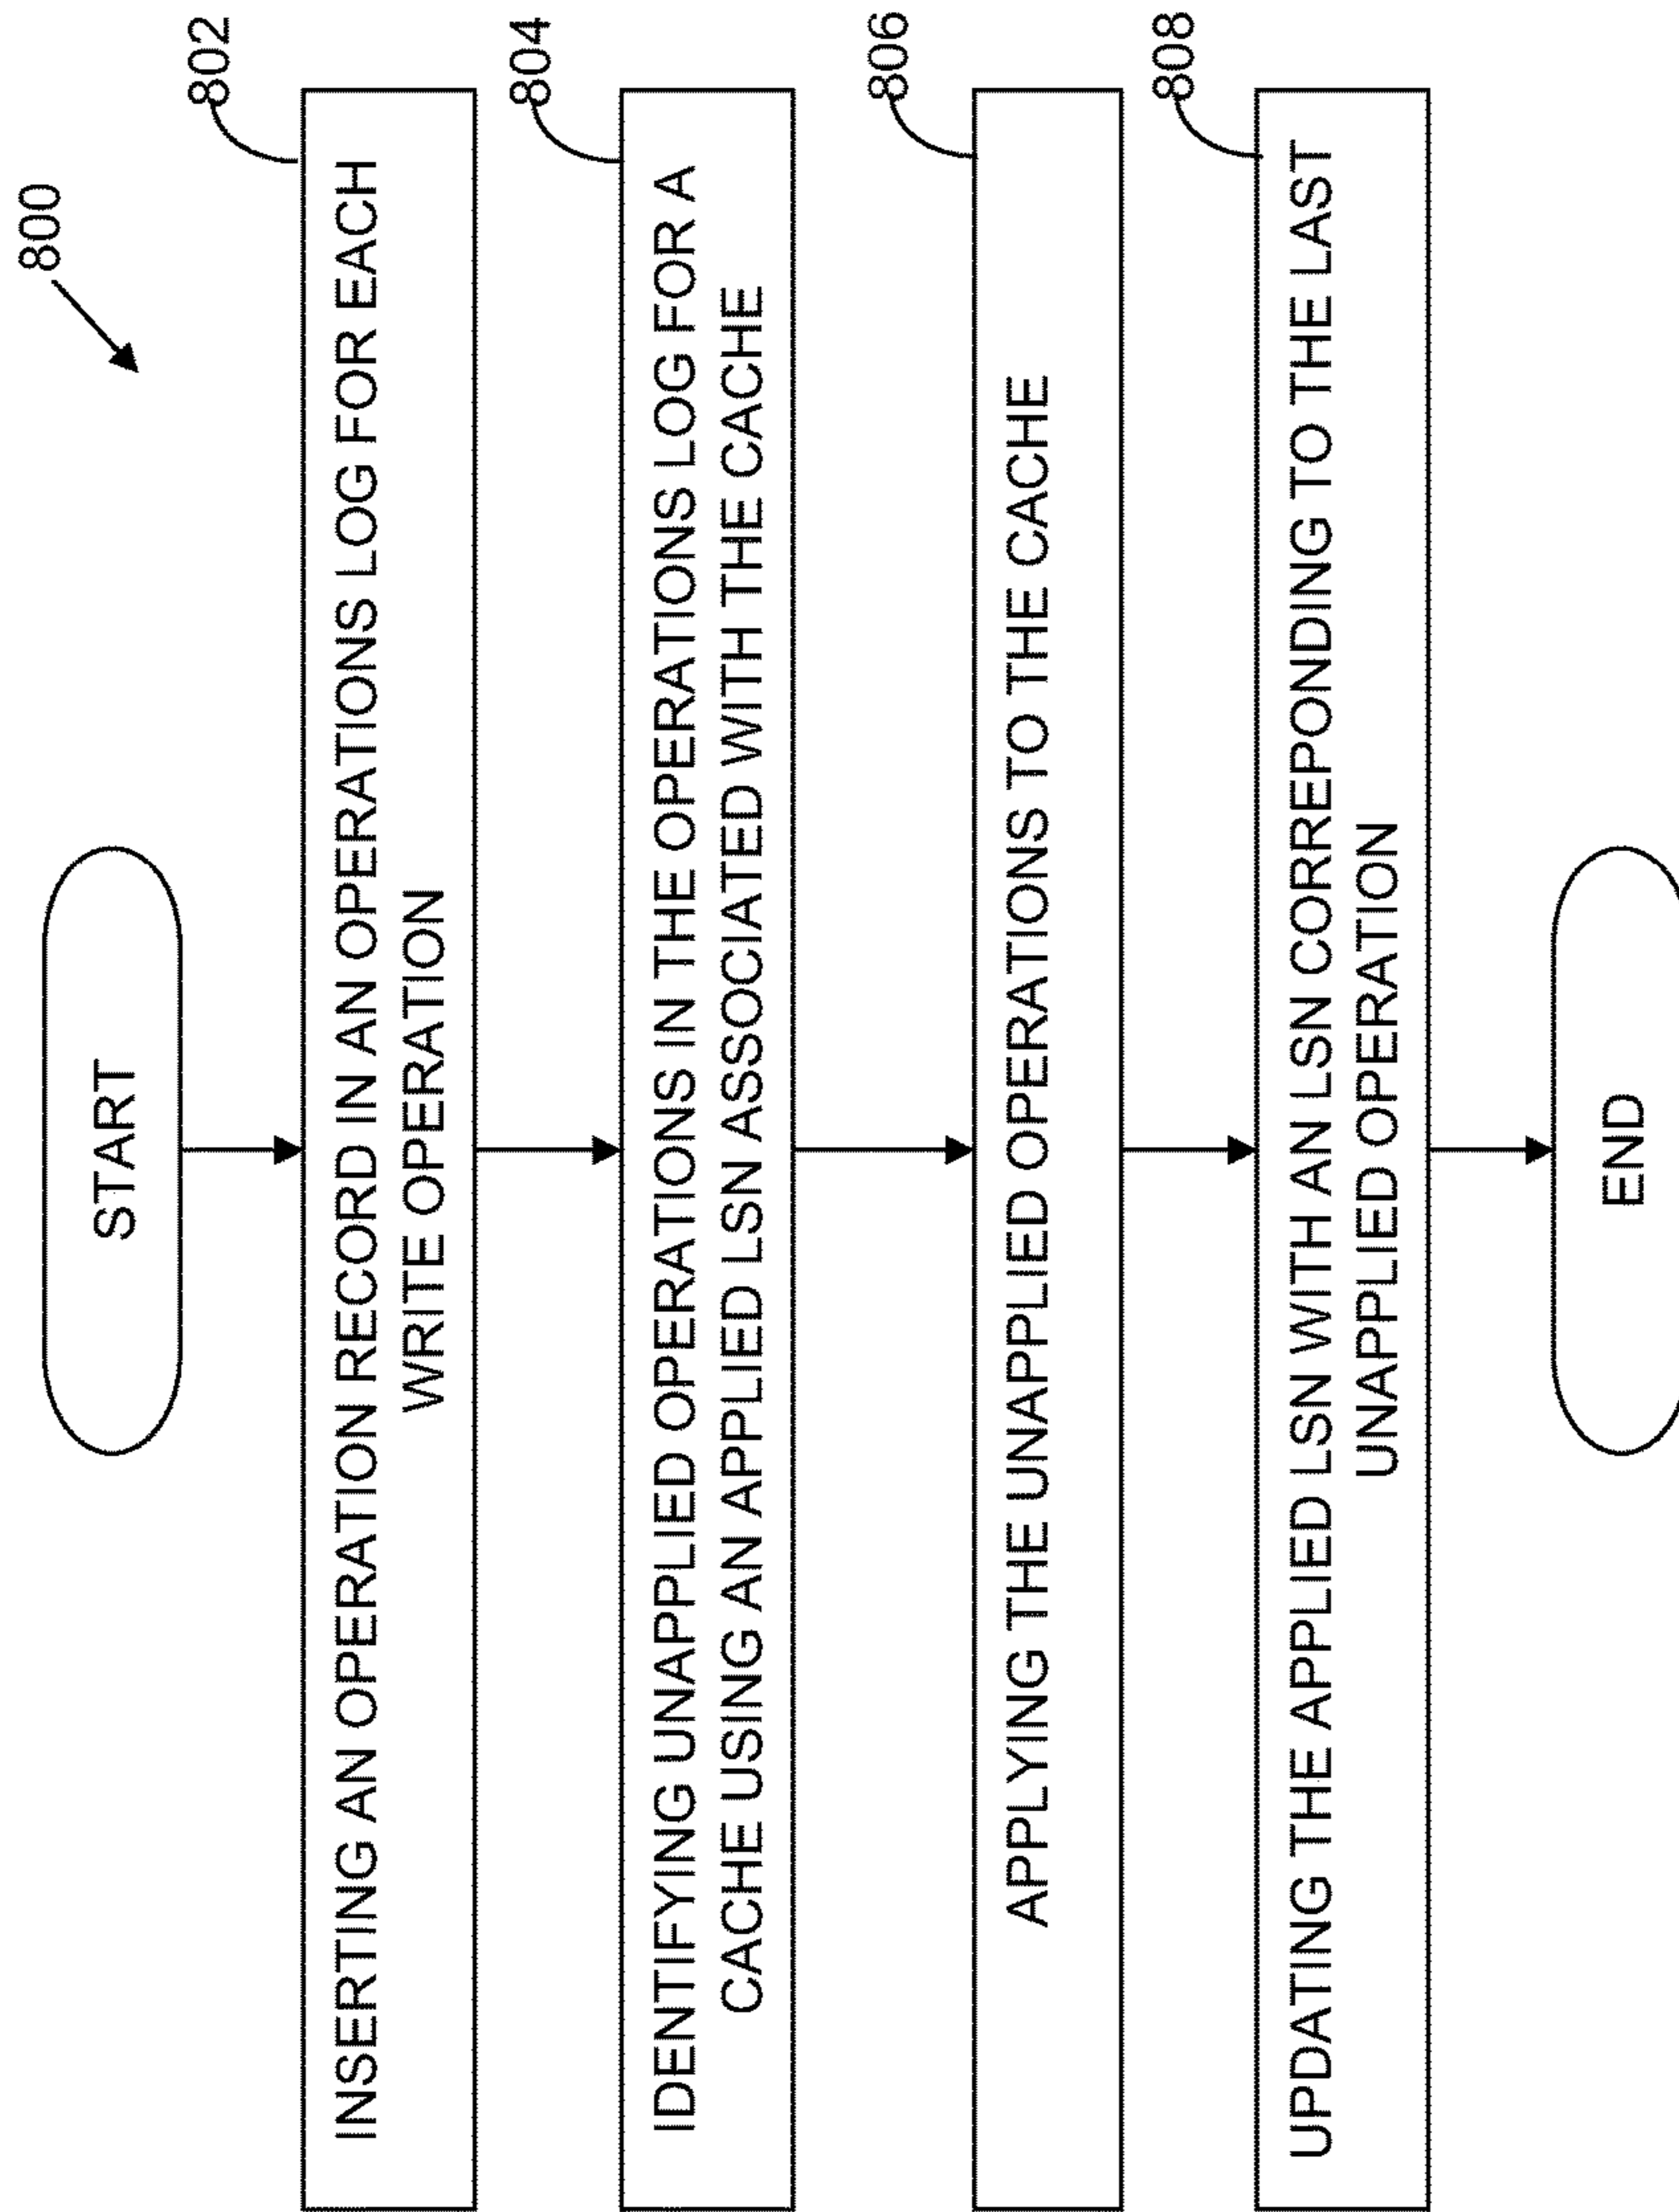 800
START
802
INSERTING AN OPERATION RECORD IN AN OPERATIONS LOG FOR EACH
WRITE OPERATION
804
IDENTIFYING UNAPPLIED OPERATIONS IN THE OPERATIONS LOG FOR A
CACHE USING AN APPLIED LSN ASSOCIATED WITH THE CACHE
806
APPLYING THE UNAPPLIED OPERATIONS TO THE CACHE
808
UPDATING THE APPLIED LSN WITH AN LSN CORREPONDING TO THE LAST
UNAPPLIED OPERATION
END